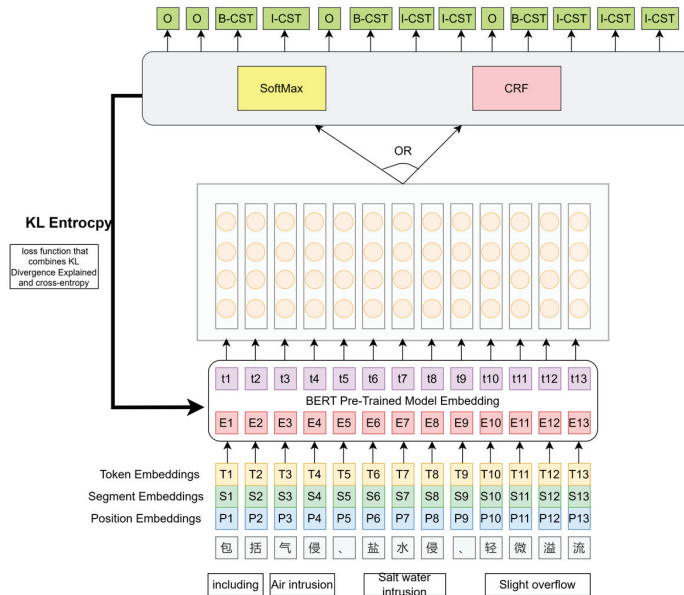 O O B-CST I-CST O B-CST I-CST I-CST O B-CST I-CST I-CST I-CST
SoftMax CRF
OR
KL Entrocpy
loss function that
combines KL
Divergence Explained
and cross-entropy
t1 t2 t3 t4 t5 t6 t7 t8 t9 t10 t11 t12 t13
BERT Pre-Trained Model Embedding
E1 E2 E3 E4 E5 E6 E7 E8 E9 E10 E11 E12 E13
Token Embeddings T1 T2 T3 T4 T5 T6 T7 T8 T9 T10 T11 T12 T13
Segment Embeddings S1 S2 S3 S4 S5 S6 S7 S8 S9 S10 S11 S12 S13
Position Embeddings P1 P2 P3 P4 P5 P6 P7 P8 P9 P10 P11 P12 P13
包 括 气 侵 、 盐 水 侵 、 轻 微 溢 流
including Air intrusion Salt water Slight overflow
intrusion